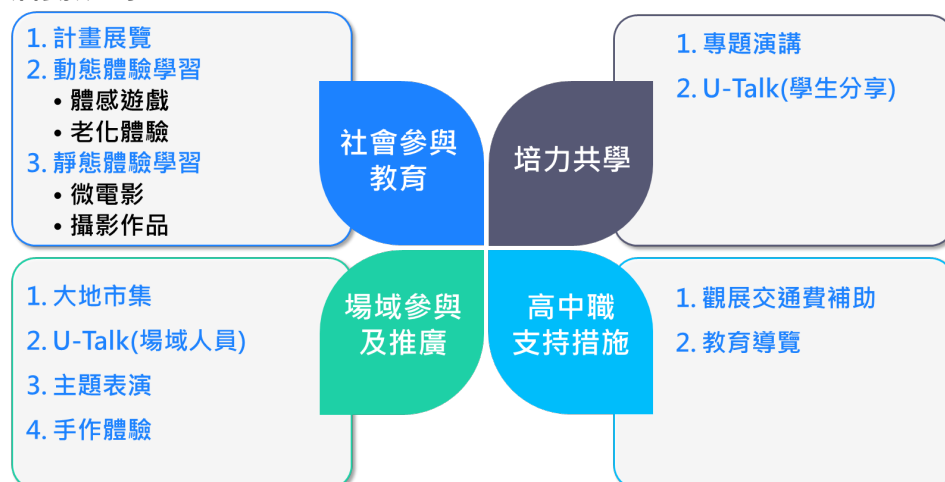 1. 計畫展覽
2. 動態體驗學習
• 體感遊戲
• 老化體驗
3. 靜態體驗學習
• 微電影
• 攝影作品
社會參與
教育
培力共學
1. 專題演講
2. U-Talk(學生分享)
1. 大地市集
2. U-Talk(場域人員)
3. 主題表演
4. 手作體驗
場域參與
及推廣
高中職
支持措施
1. 觀展交通費補助
2. 教育導覽